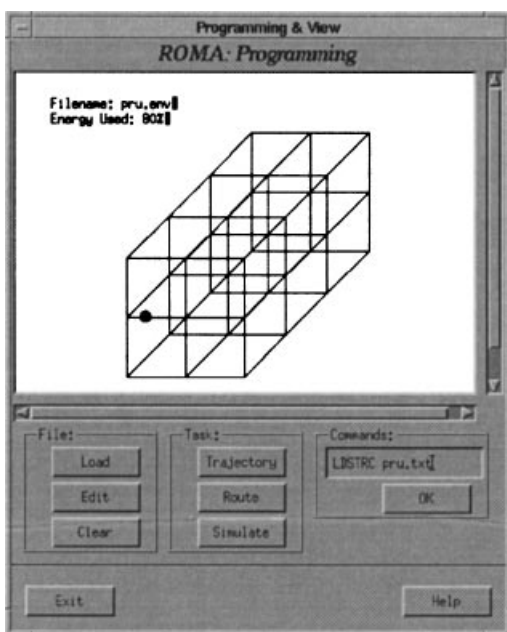 Programming & View
ROMA: Programming
Filename: pru.env
Energy Used: 80%
File:
Load
Edit
Clear
Task:
Trajectory
Route
Simulate
Commands:
LDSTRC pru.txt
OK
Exit
Help